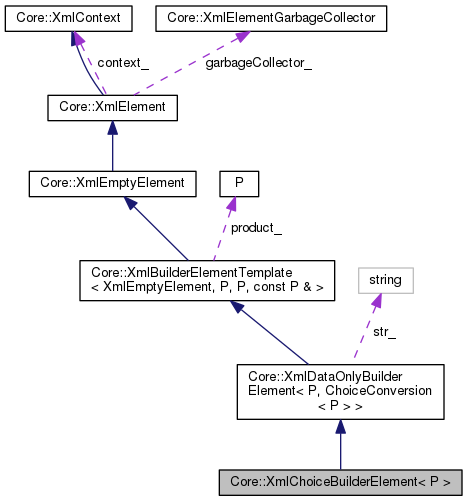 Core::XmlContext
Core::XmlElementGarbageCollector
context_
garbageCollector_
Core::XmlElement
Core::XmlEmptyElement
P
product_
Core::XmlBuilderElementTemplate
< XmlEmptyElement, P, P, const P & >
string
str_
Core::XmlDataOnlyBuilder
Element< P, ChoiceConversion
< P > >
Core::XmlChoiceBuilderElement< P >